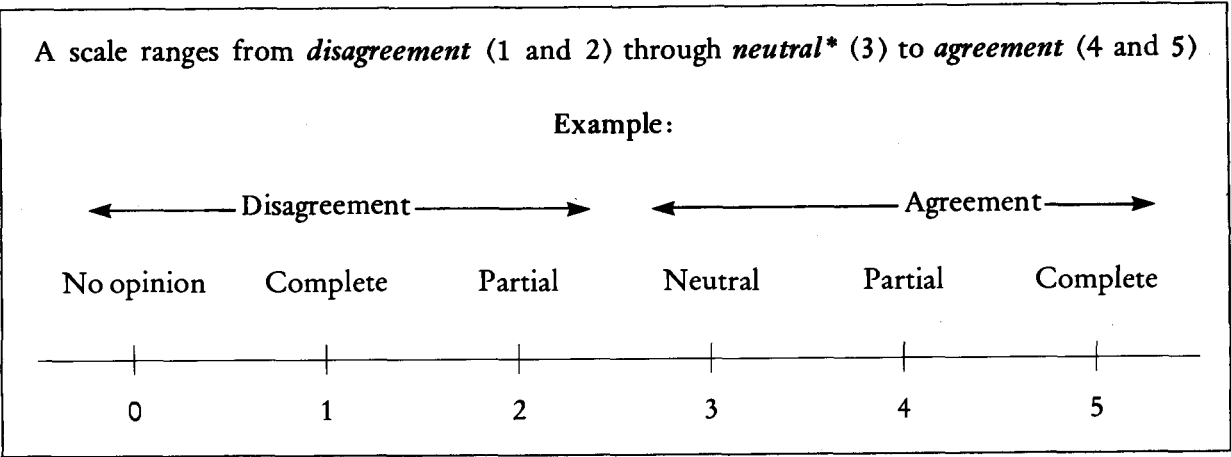 A scale ranges from disagreement (1 and 2) through neutral* (3) to agreement (4 and 5)
Example:
Disagreement Agreement
No opinion Complete Partial Neutral Partial Complete
0 1 2 3 4 5